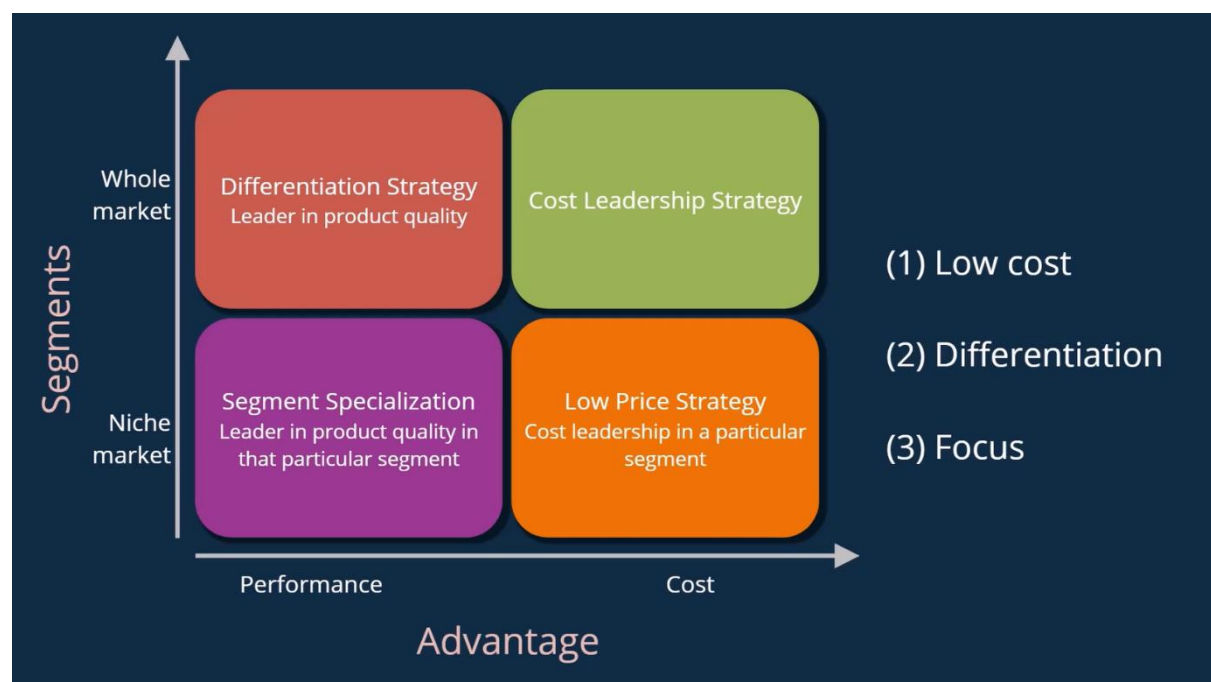 Segments
Whole
market
Niche
market
Differentiation Strategy
Leader in product quality
Cost Leadership Strategy
Segment Specialization
Leader in product quality in
that particular segment
Low Price Strategy
Cost leadership in a particular
segment
Performance
Cost
Advantage
(1) Low cost
(2) Differentiation
(3) Focus